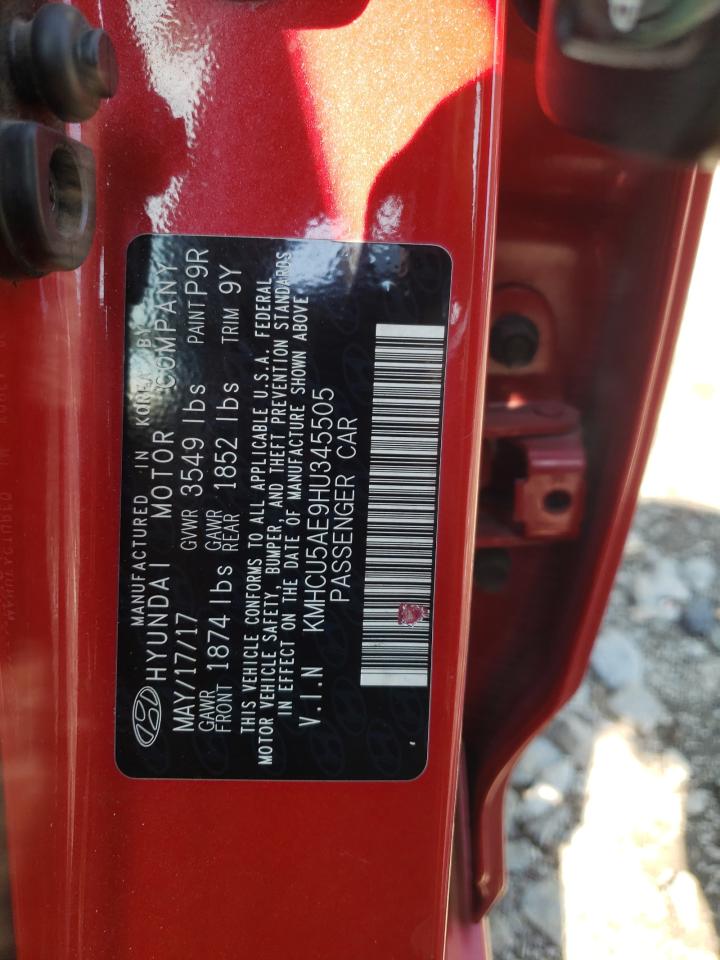 MANUFACTURED IN KOREA BY
HYUNDAI MOTOR COMPANY
MAY/17/17 GVWR 3549 lbs PAINT P9R
GAWR FRONT 1874 lbs GAWR REAR 1852 lbs TRIM 9Y
THIS VEHICLE CONFORMS TO ALL APPLICABLE U.S.A. FEDERAL
MOTOR VEHICLE SAFETY, BUMPER, AND THEFT PREVENTION STANDARDS
IN EFFECT ON THE DATE OF MANUFACTURE SHOWN ABOVE
V.I.N KMHCU5AE9HU345505
PASSENGER CAR